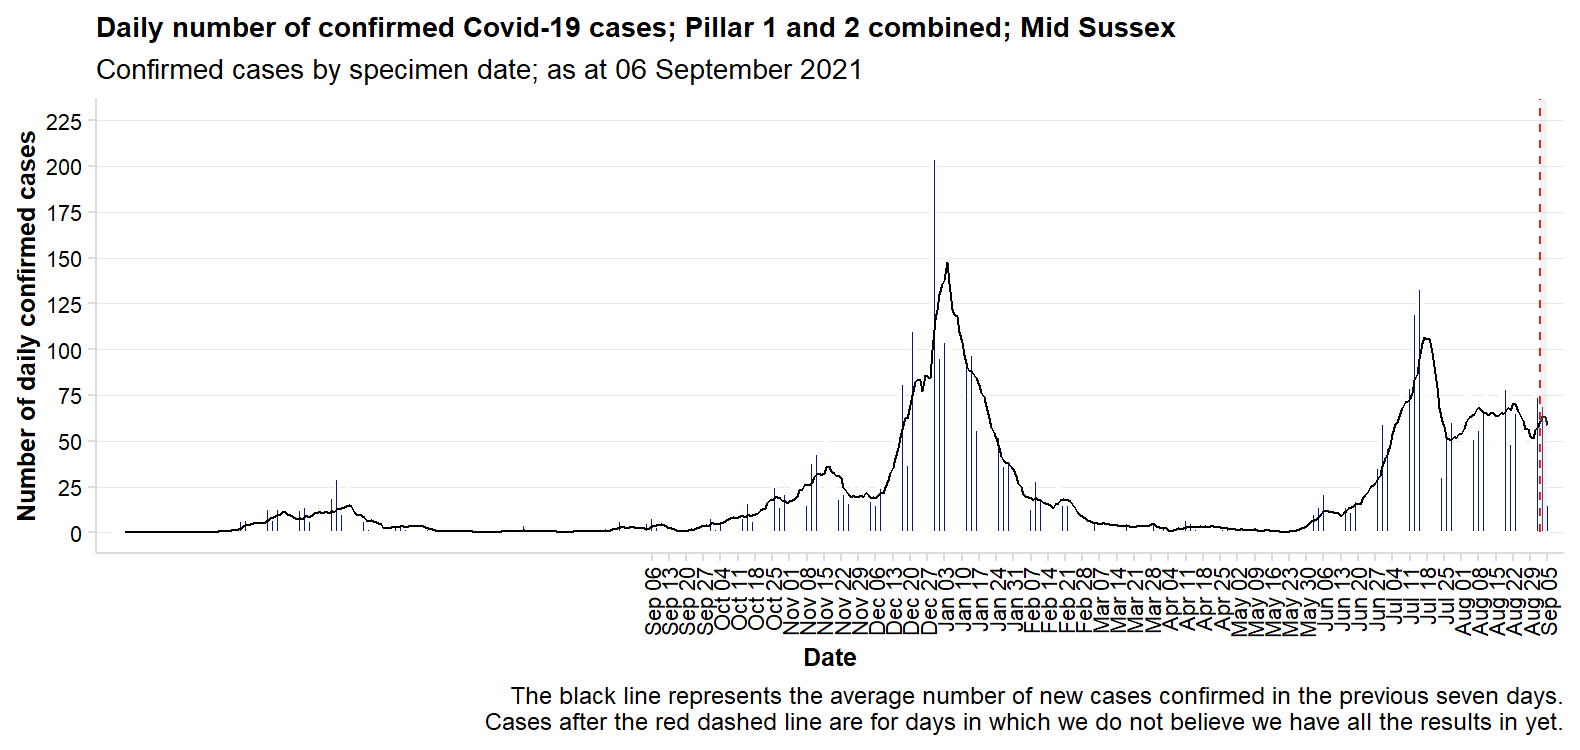 Daily number of confirmed Covid-19 cases; Pillar 1 and 2 combined; Mid Sussex
Confirmed cases by specimen date; as at 06 September 2021
Number of daily confirmed cases
225
200
175
150
125
100
75
50
25
0
Sep 06
Sep 13
Sep 20
Sep 27
Oct 04
Oct 11
Oct 18
Oct 25
Nov 01
Nov 08
Nov 15
Nov 22
Nov 29
Dec 06
Dec 13
Dec 20
Dec 27
Jan 03
Jan 10
Jan 17
Jan 24
Jan 31
Feb 07
Feb 14
Feb 21
Feb 28
Mar 07
Mar 14
Mar 21
Mar 28
Apr 04
Apr 11
Apr 18
Apr 25
May 02
May 09
May 16
May 23
May 30
Jun 06
Jun 13
Jun 20
Jun 27
Jul 04
Jul 11
Jul 18
Jul 25
Aug 01
Aug 08
Aug 15
Aug 22
Aug 29
Sep 05
Date
The black line represents the average number of new cases confirmed in the previous seven days.
Cases after the red dashed line are for days in which we do not believe we have all the results in yet.